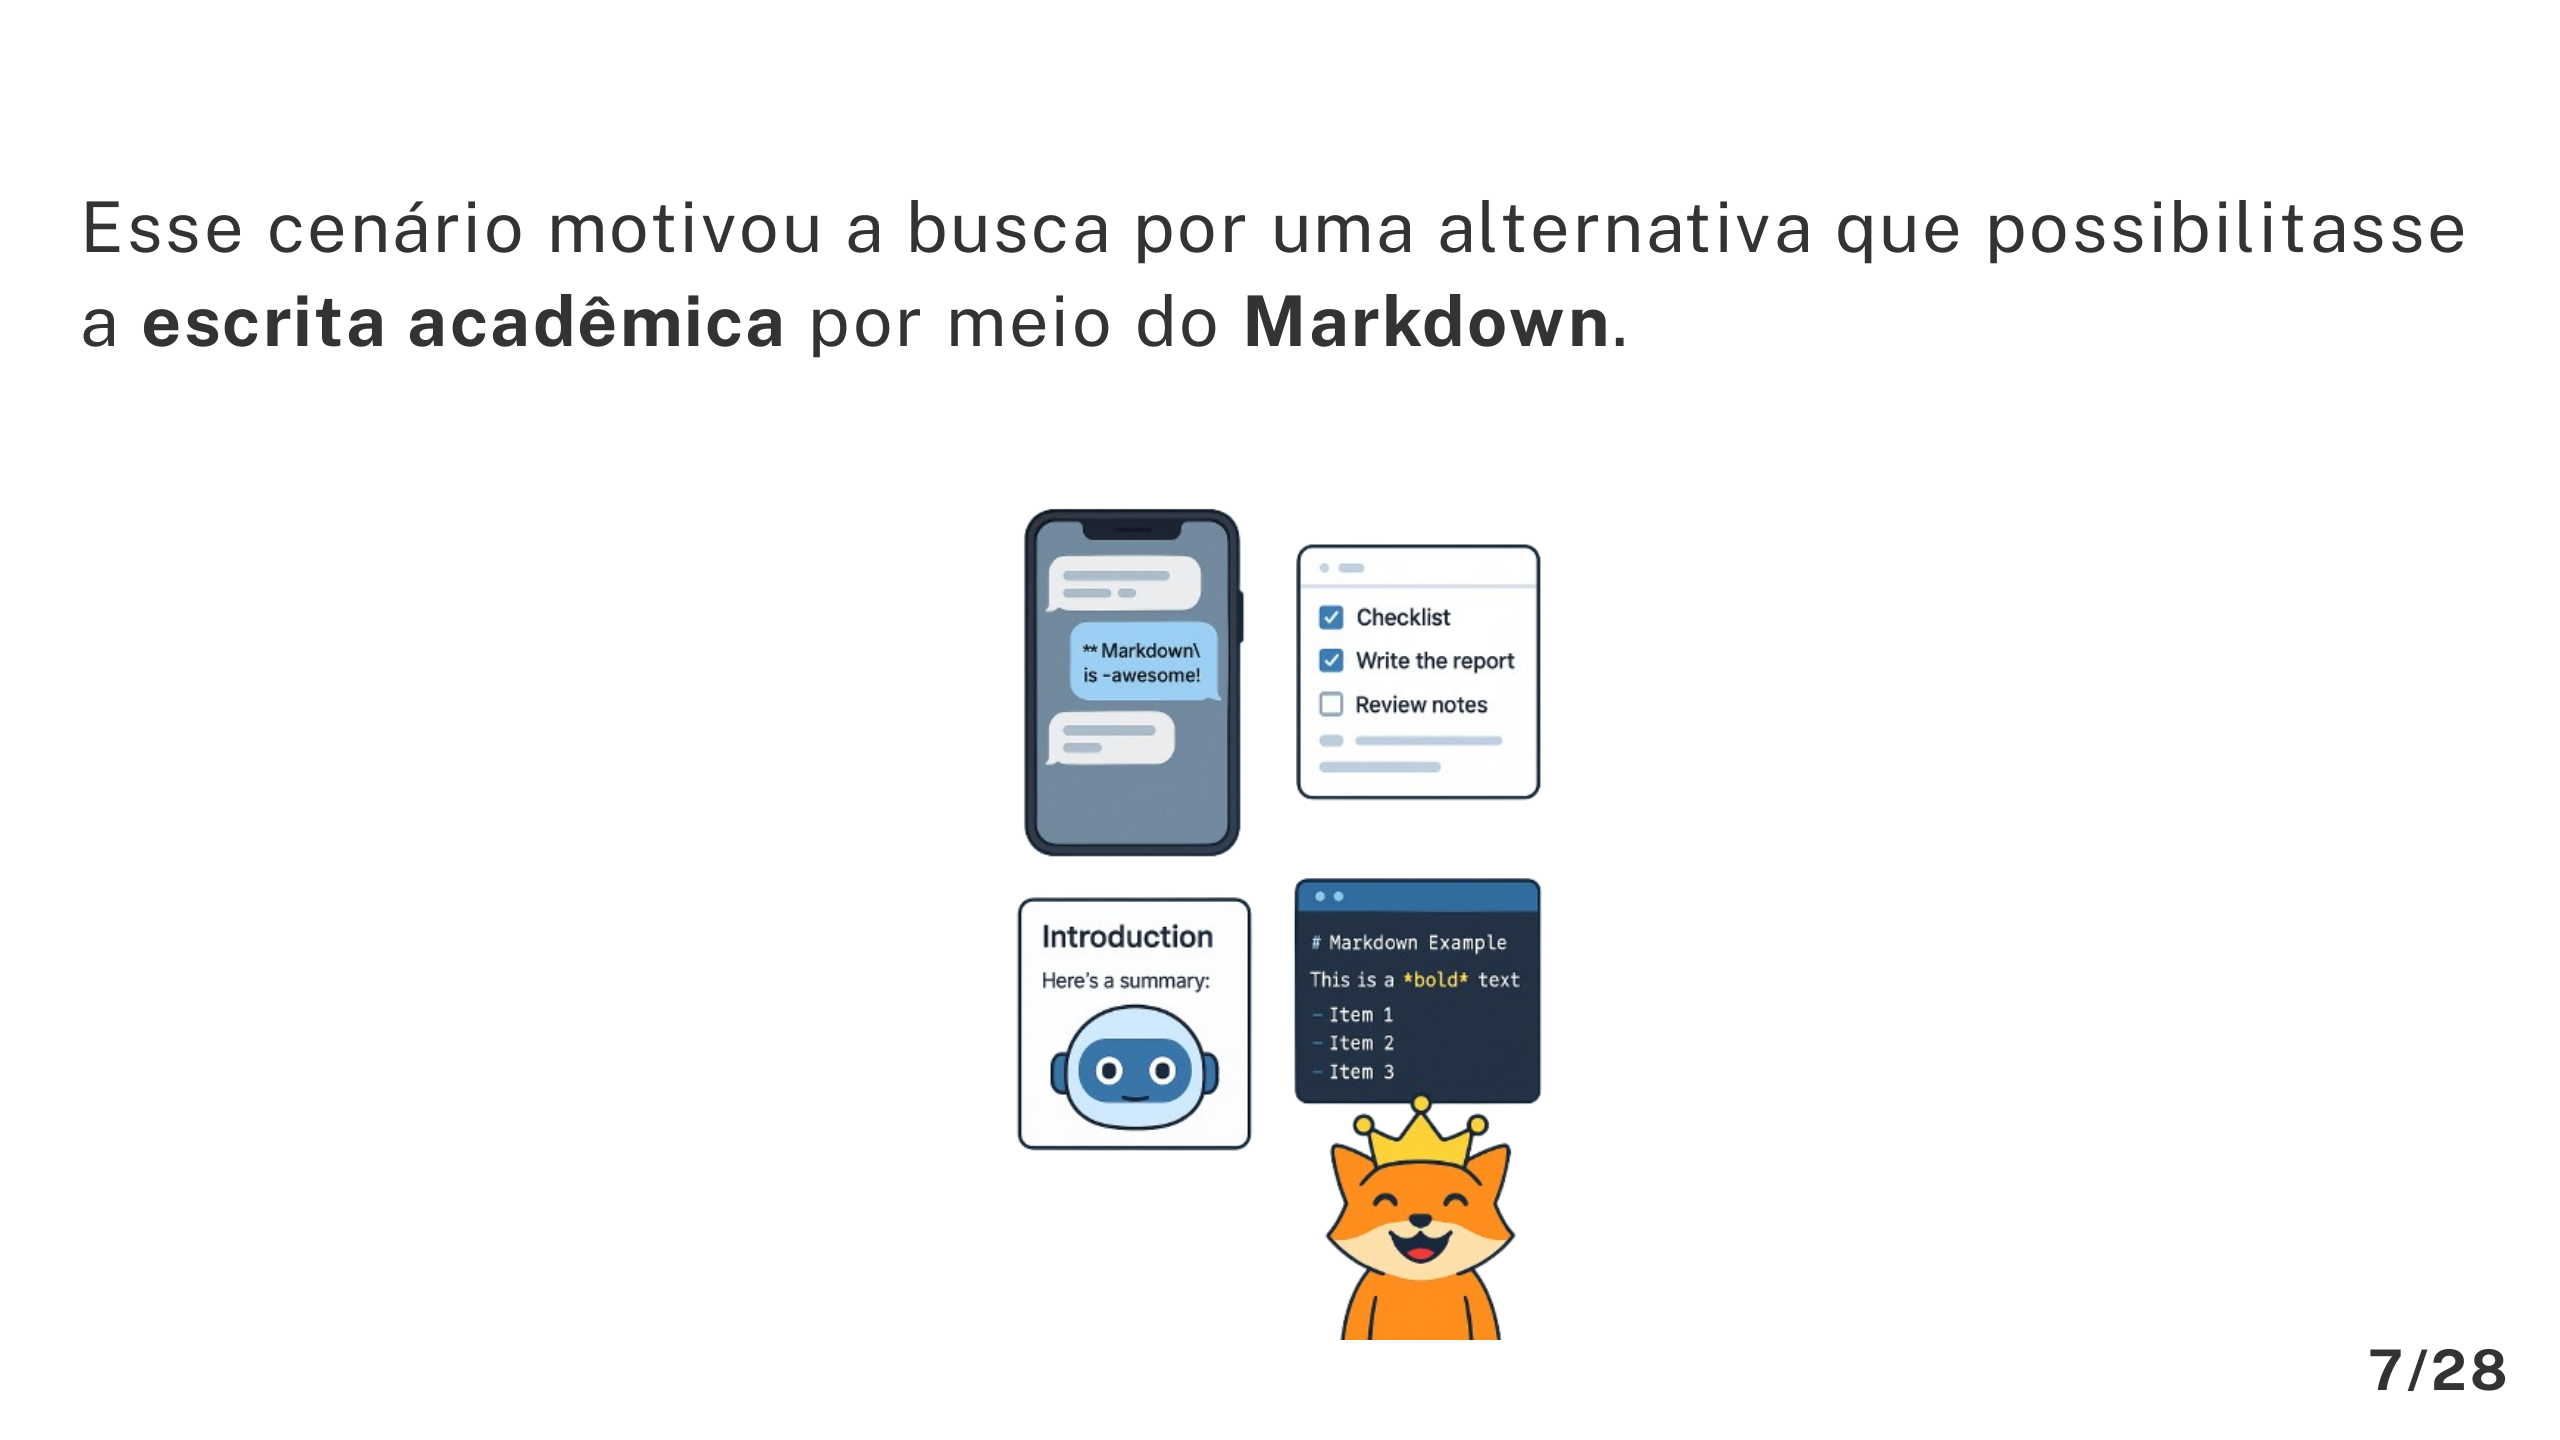 Esse cenário motivou a busca por uma alternativa que possibilitasse
a escrita acadêmica por meio do Markdown.
** Markdown\
is -awesome!
Checklist
Write the report
Review notes
Introduction
Here's a summary:
# Markdown Example
This is a *bold* text
- Item 1
- Item 2
- Item 3
7/28